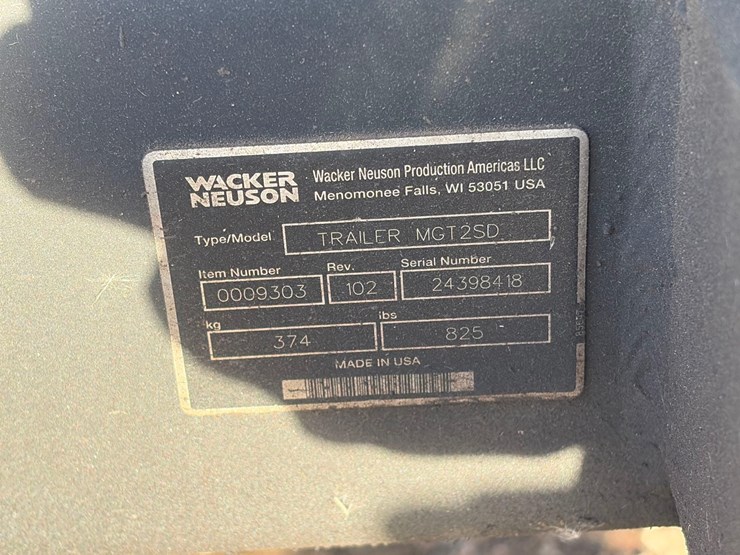 WACKER NEUSON
Wacker Neuson Production Americas LLC
Menomonee Falls, WI 53051 USA
Type/Model TRAILER MGT2SD
Item Number Rev. Serial Number
0009303 102 24398418
kg lbs
374 825
MADE IN USA